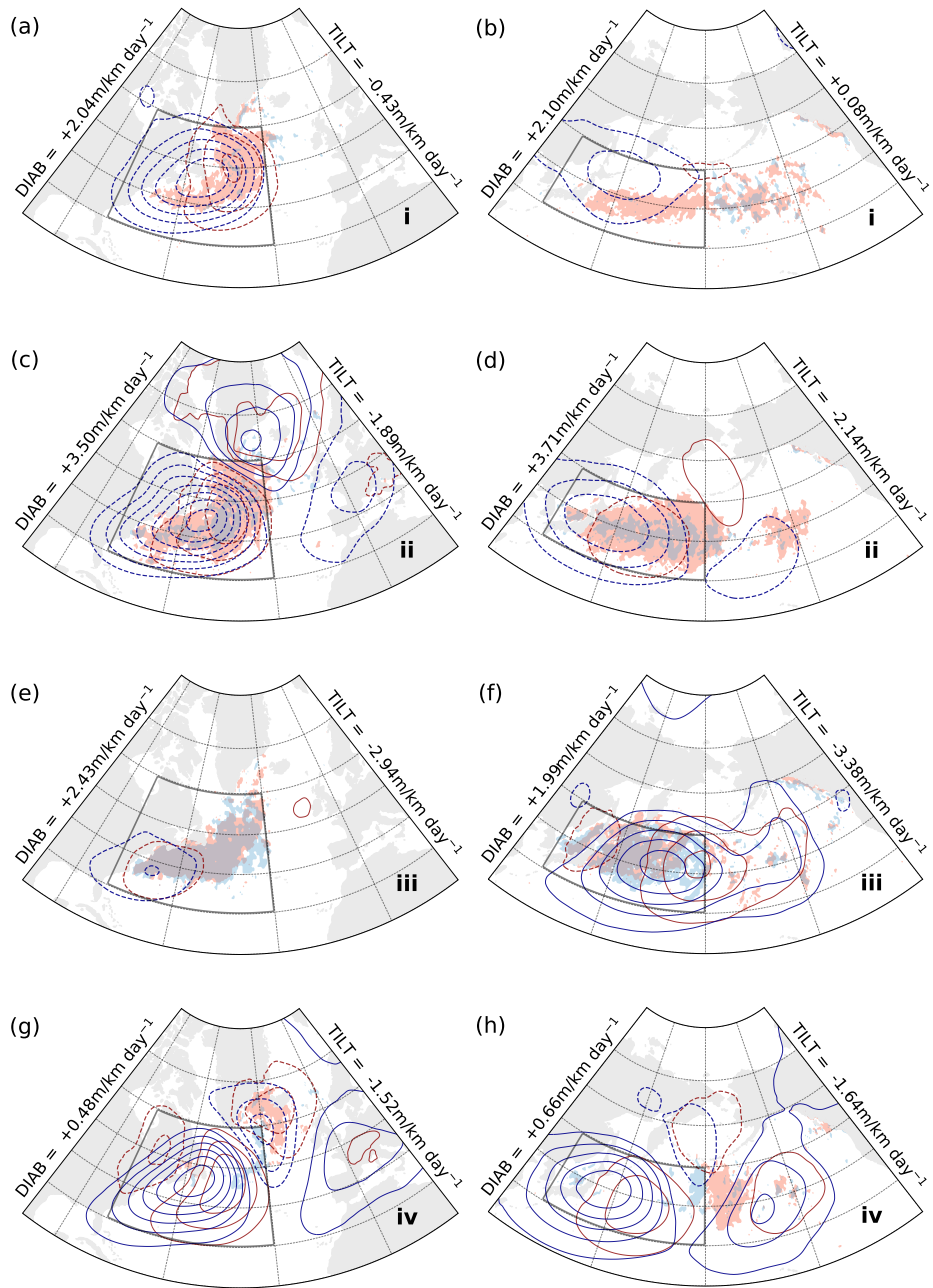 (a)
DIAB = +2.04m/km day⁻¹
TILT = -0.43m/km day⁻¹
i
(b)
DIAB = +2.10m/km day⁻¹
TILT = +0.08m/km day⁻¹
i
(c)
DIAB = +3.50m/km day⁻¹
TILT = -1.89m/km day⁻¹
ii
(d)
DIAB = +3.71m/km day⁻¹
TILT = -2.14m/km day⁻¹
ii
(e)
DIAB = +2.43m/km day⁻¹
TILT = -2.94m/km day⁻¹
iii
(f)
DIAB = +1.99m/km day⁻¹
TILT = -3.38m/km day⁻¹
iii
(g)
DIAB = +0.48m/km day⁻¹
TILT = -1.52m/km day⁻¹
iv
(h)
DIAB = +0.66m/km day⁻¹
TILT = -1.64m/km day⁻¹
iv